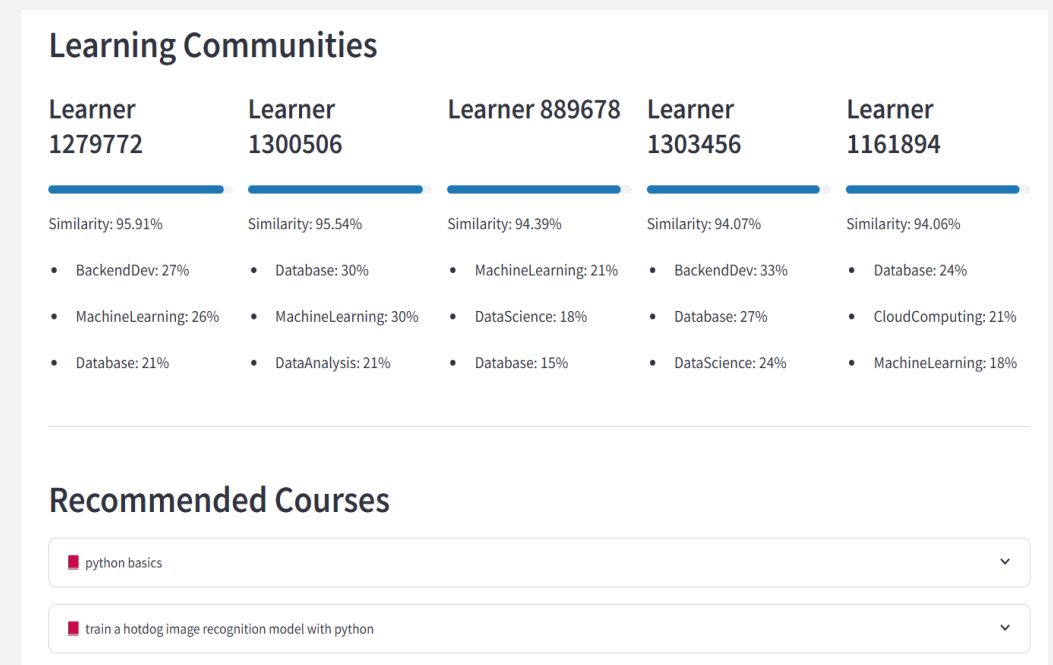 Learning Communities
Learner
1279772
Similarity: 95.91%
BackendDev: 27%
MachineLearning: 26%
Database: 21%
Learner
1300506
Similarity: 95.54%
Database: 30%
MachineLearning: 30%
DataAnalysis: 21%
Learner 889678
Similarity: 94.39%
MachineLearning: 21%
DataScience: 18%
Database: 15%
Learner
1303456
Similarity: 94.07%
BackendDev: 33%
Database: 27%
DataScience: 24%
Learner
1161894
Similarity: 94.06%
Database: 24%
CloudComputing: 21%
MachineLearning: 18%
Recommended Courses
python basics
train a hotdog image recognition model with python